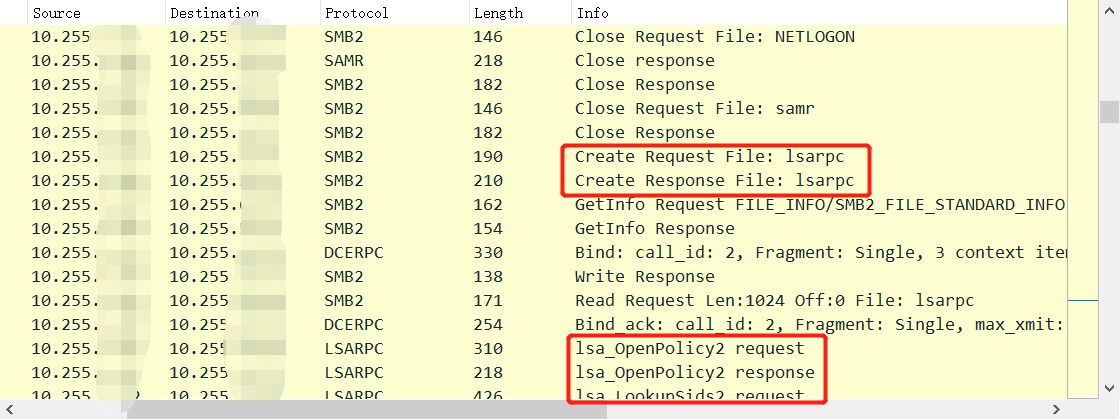 Source Destination Protocol Length Info
10.255 10.255. SMB2 146 Close Request File: NETLOGON
10.255. 10.255. SAMR 218 Close response
10.255. 10.255. SMB2 182 Close Response
10.255. 10.255. SMB2 146 Close Request File: samr
10.255. 10.255. SMB2 182 Close Response
10.255. 10.255. SMB2 190 Create Request File: lsarpc
10.255. 10.255. SMB2 210 Create Response File: lsarpc
10.255. 10.255. SMB2 162 GetInfo Request FILE_INFO/SMB2_FILE_STANDARD_INFO
10.255. 10.255. SMB2 154 GetInfo Response
10.255. 10.255. DCERPC 330 Bind: call_id: 2, Fragment: Single, 3 context iter
10.255. 10.255. SMB2 138 Write Response
10.255. 10.255. SMB2 171 Read Request Len:1024 Off:0 File: lsarpc
10.255. 10.255 DCERPC 254 Bind_ack: call_id: 2, Fragment: Single, max_xmit:
10.255. 10.255. LSARPC 310 lsa_OpenPolicy2 request
10.255. 10.255. LSARPC 218 lsa_OpenPolicy2 response
10.255. 10.255. LSARPC 426 lsa_LookupSids2 request